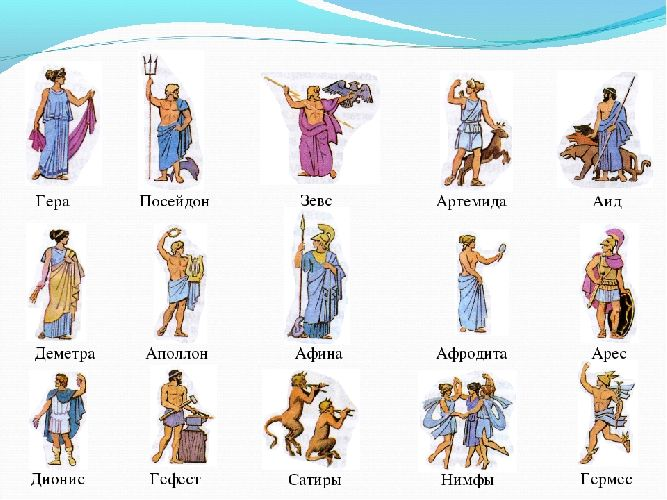 Гера Посейдон Зевс Артемида Аид
Деметра Аполлон Афина Афродита Арес
Дионис Гефест Сатиры Нимфы Гермес